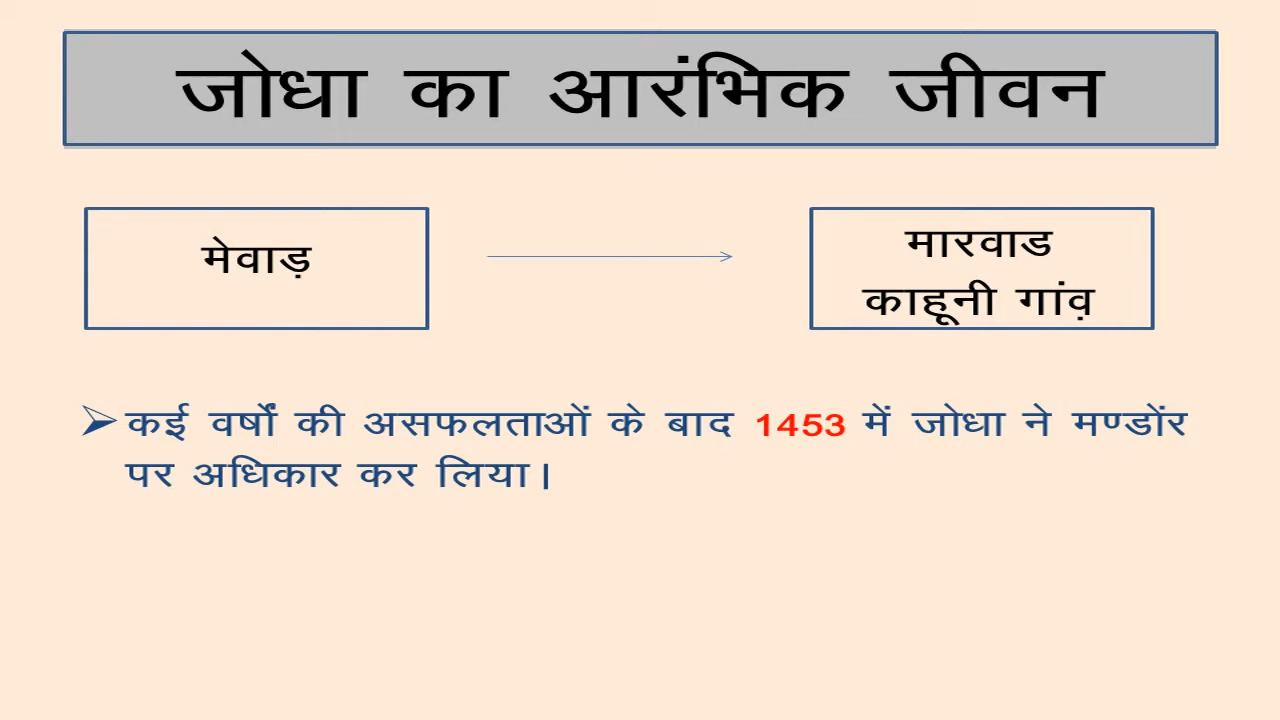 जोधा का आरंभिक जीवन
मेवाड़
मारवाड
काहूनी गांव़
कई वर्षों की असफलताओं के बाद 1453 में जोधा ने मण्डोंर
पर अधिकार कर लिया।